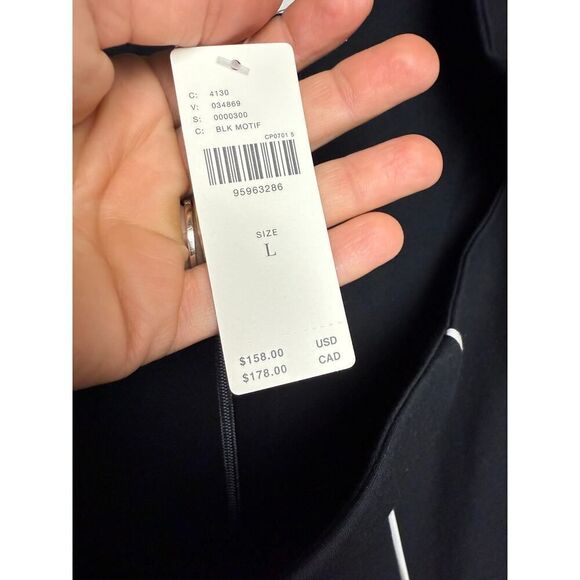 C: 4130
V: 034869
S: 0000300
C: BLK MOTIF
CP0701 5
95963286
SIZE
L
$158.00 USD
$178.00 CAD